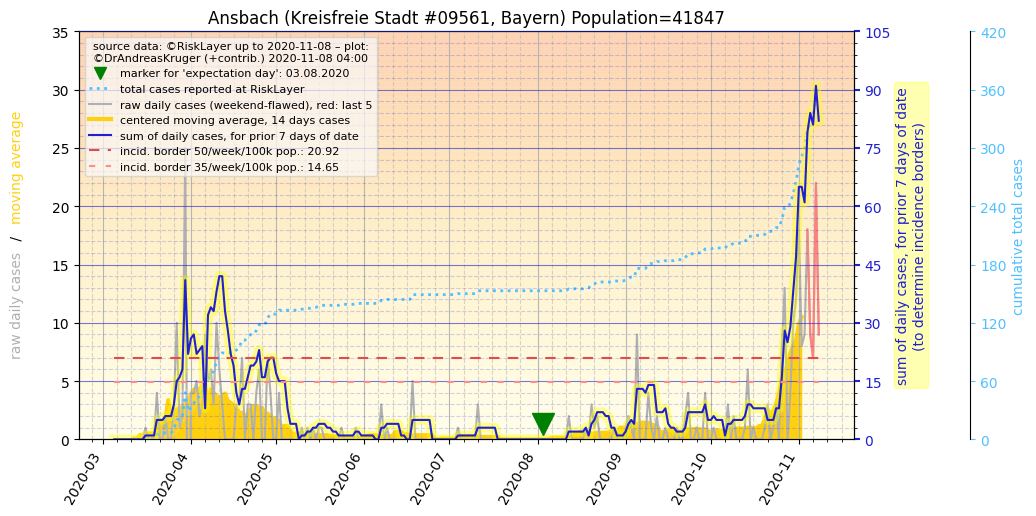 Ansbach (Kreisfreie Stadt #09561, Bayern) Population=41847
source data: ©RiskLayer up to 2020-11-08 – plot:
©DrAndreasKruger (+contrib.) 2020-11-08 04:00
marker for 'expectation day': 03.08.2020
total cases reported at RiskLayer
raw daily cases (weekend-flawed), red: last 5
centered moving average, 14 days cases
sum of daily cases, for prior 7 days of date
incid. border 50/week/100k pop.: 20.92
incid. border 35/week/100k pop.: 14.65
raw daily cases / moving average
35
30
25
20
15
10
5
0
2020-03
2020-04
2020-05
2020-06
2020-07
2020-08
2020-09
2020-10
2020-11
105
90
75
60
45
30
15
0
sum of daily cases, for prior 7 days of date
(to determine incidence borders)
420
360
300
240
180
120
60
0
cumulative total cases